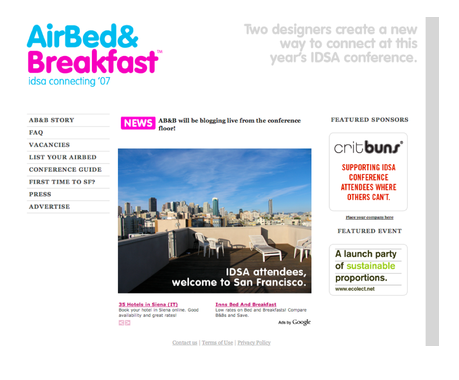 AirBed&
Breakfast™
idsa connecting '07
Two designers create a new
way to connect at this
year's IDSA conference.
AB&B STORY
FAQ
VACANCIES
LIST YOUR AIRBED
CONFERENCE GUIDE
FIRST TIME TO SF?
PRESS
ADVERTISE
NEWS AB&B will be blogging live from the conference
floor!
IDSA attendees,
welcome to San Francisco.
FEATURED SPONSORS
critbuns
SUPPORTING IDSA
CONFERENCE
ATTENDEES WHERE
OTHERS CAN'T.
Place your company here
FEATURED EVENT
A launch party
of sustainable
proportions.
www.ecolect.net
35 Hotels in Siena (IT)
Book your hotel in Siena online. Good
availability and great rates!
Inns Bed And Breakfast
Low rates on Bed and Breakfasts! Compare
B&Bs and Save.
Ads by Google
Contact us | Terms of Use | Privacy Policy